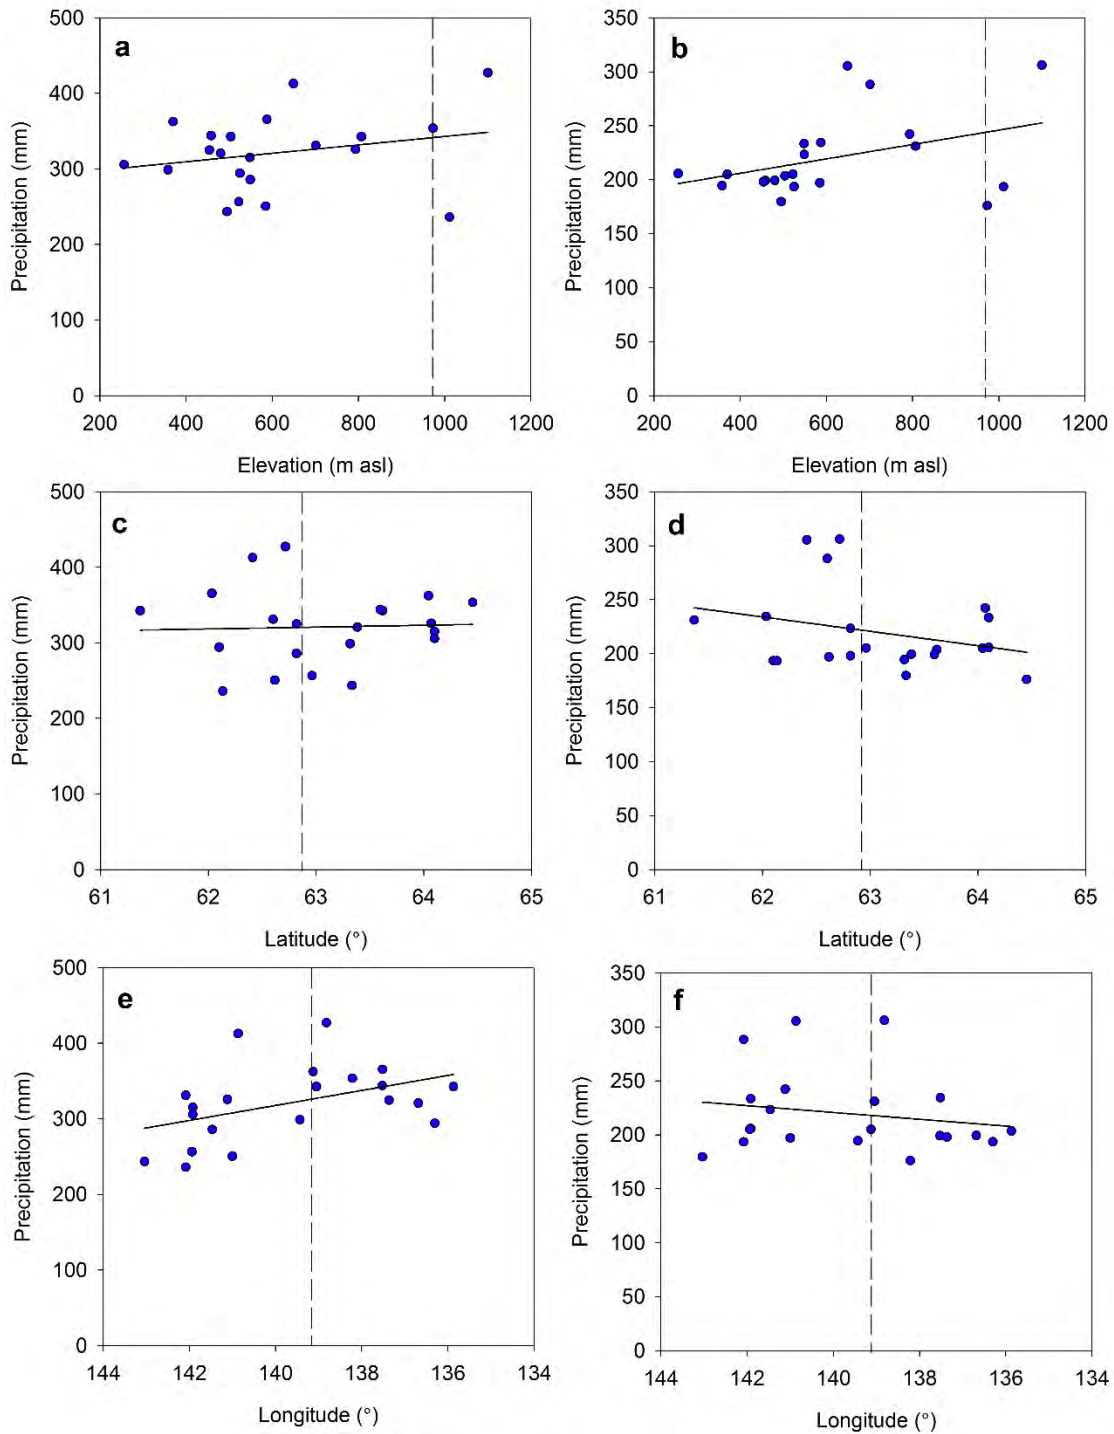 a
Precipitation (mm)
500
400
300
200
100
0
200 400 600 800 1000 1200
Elevation (m asl)
b
Precipitation (mm)
350
300
250
200
150
100
50
0
200 400 600 800 1000 1200
Elevation (m asl)
c
Precipitation (mm)
500
400
300
200
100
0
61 62 63 64 65
Latitude (°)
d
Precipitation (mm)
350
300
250
200
150
100
50
0
61 62 63 64 65
Latitude (°)
e
Precipitation (mm)
500
400
300
200
100
0
144 142 140 138 136 134
Longitude (°)
f
Precipitation (mm)
350
300
250
200
150
100
50
0
144 142 140 138 136 134
Longitude (°)